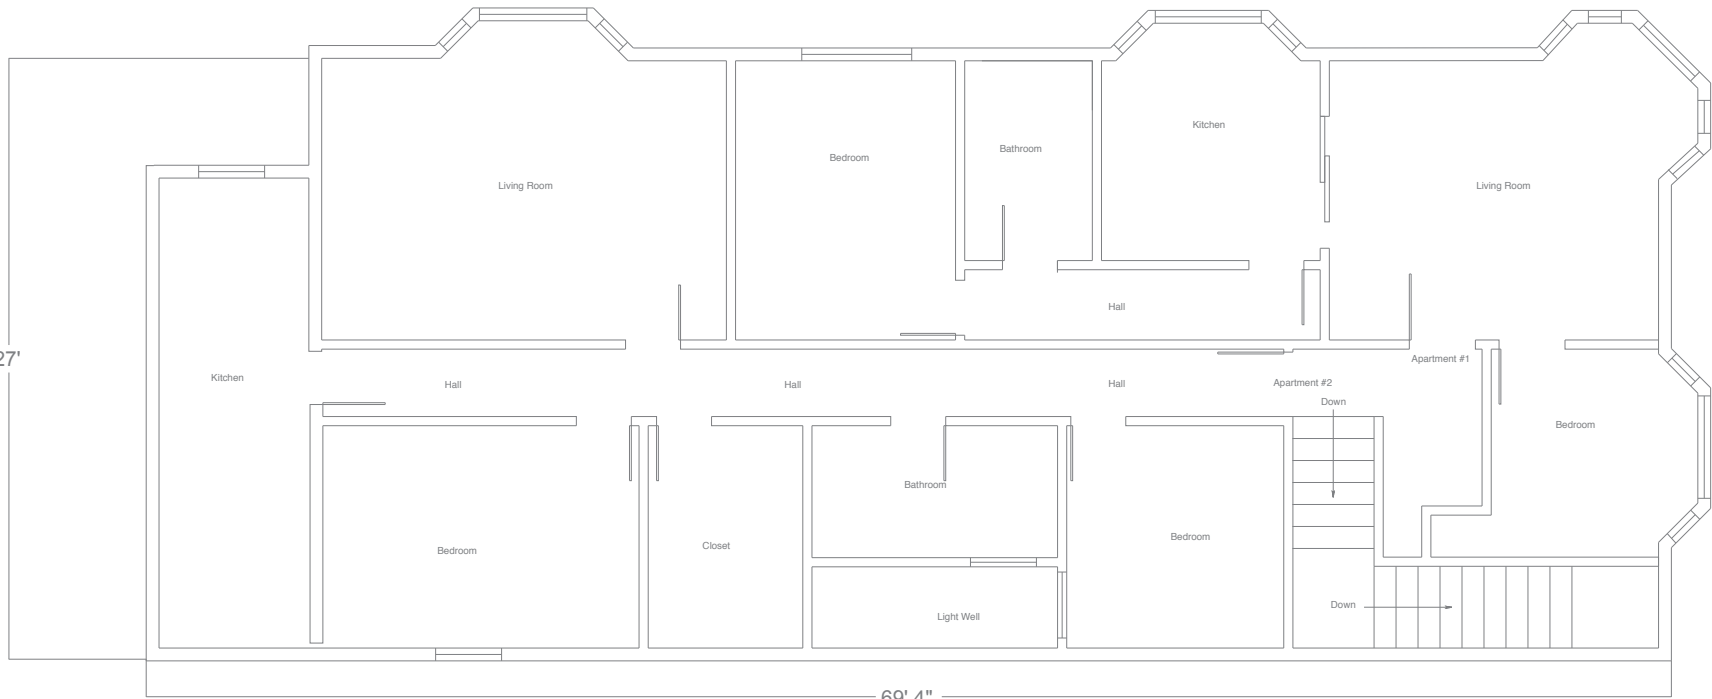 Kitchen
Bathroom
Bedroom
Living Room
Living Room
Hall
27'
Apartment #1
Kitchen
Hall
Hall
Hall
Apartment #2
Down
Bedroom
Bathroom
Bedroom
Closet
Bedroom
Down
Light Well
69' 4"